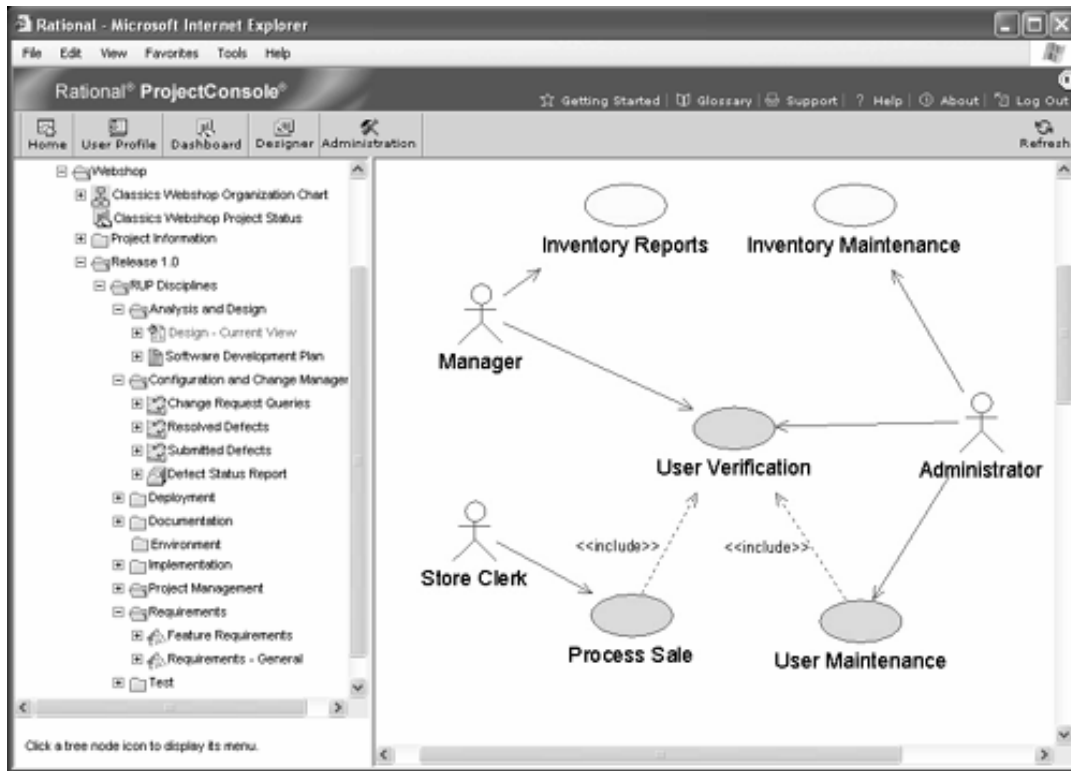 Rational - Microsoft Internet Explorer
File Edit View Favorites Tools Help
Rational® ProjectConsole®
Getting Started | Glossary | Support | ? Help | About | Log Out
Home User Profile Dashboard Designer Administration Refresh
Webshop
Classics Webshop Organization Chart
Classics Webshop Project Status
Project Information
Release 1.0
RUP Disciplines
Analysis and Design
Design - Current View
Software Development Plan
Configuration and Change Manager
Change Request Queries
Resolved Defects
Submitted Defects
Defect Status Report
Deployment
Documentation
Environment
Implementation
Project Management
Requirements
Feature Requirements
Requirements - General
Test
Click a tree node icon to display its menu.
Inventory Reports
Inventory Maintenance
Manager
User Verification
Administrator
<<include>>
<<include>>
Store Clerk
Process Sale
User Maintenance